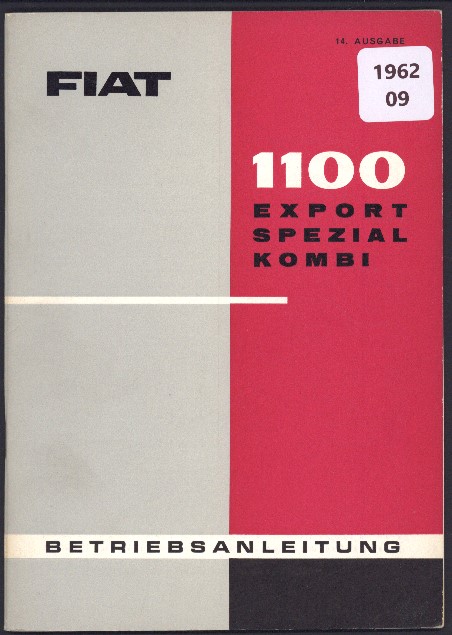 14. AUSGABE
FIAT
1962
09
1100
EXPORT
SPEZIAL
KOMBI
BETRIEBSANLEITUNG